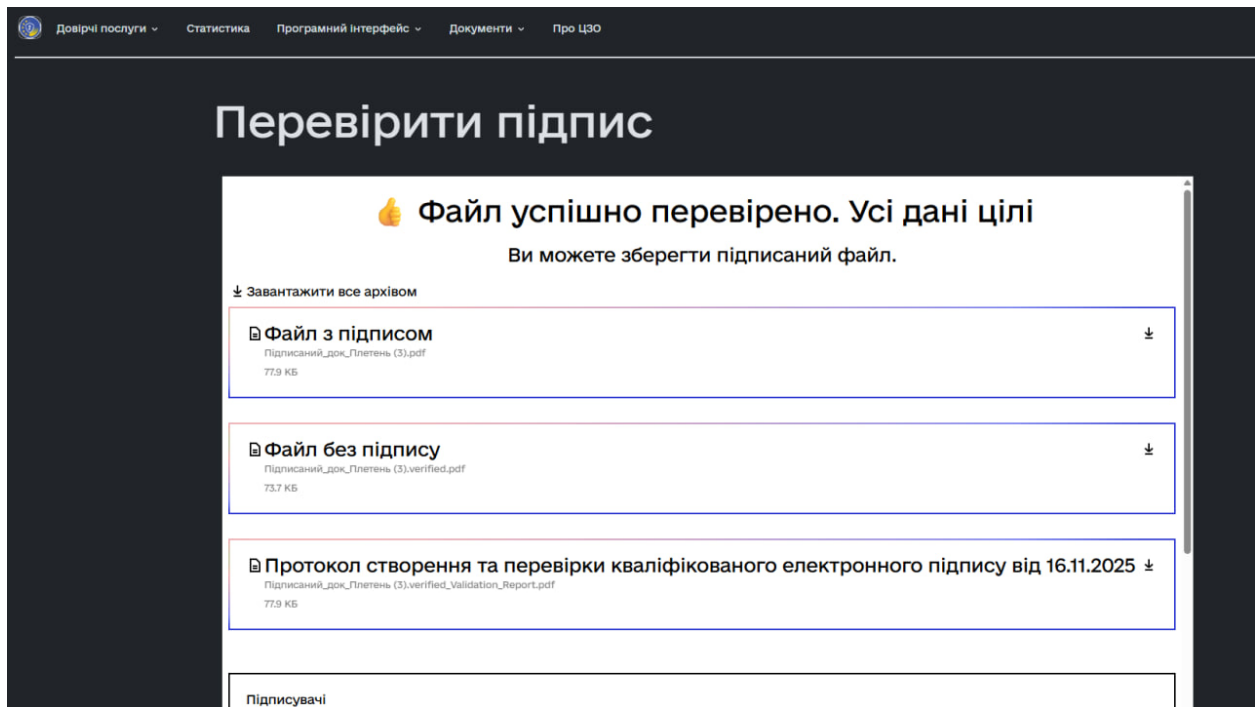 Довірчі послуги Статистика Програмний інтерфейс Документи Про ЦЗО
Перевірити підпис
👍 Файл успішно перевірено. Усі дані цілі
Ви можете зберегти підписаний файл.
Завантажити все архівом
Файл з підписом
Підписаний_док_Плетень (3).pdf
77.9 КБ
Файл без підпису
Підписаний_док_Плетень (3).verified.pdf
73.7 КБ
Протокол створення та перевірки кваліфікованого електронного підпису від 16.11.2025
Підписаний_док_Плетень (3).verified_Validation_Report.pdf
77.9 КБ
Підписувачі